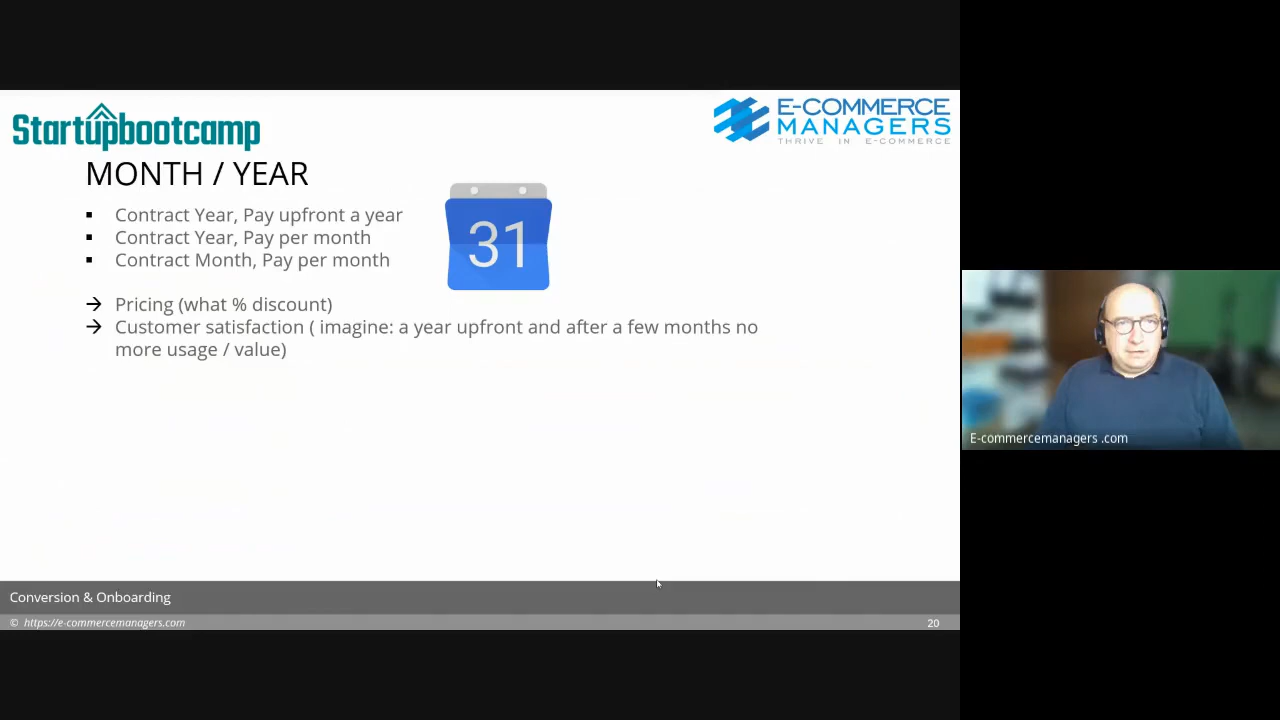 Startupbootcamp
E-COMMERCE
MANAGERS
THRIVE IN E-COMMERCE
MONTH / YEAR
▪ Contract Year, Pay upfront a year
▪ Contract Year, Pay per month
▪ Contract Month, Pay per month
31
→ Pricing (what % discount)
→ Customer satisfaction ( imagine: a year upfront and after a few months no
more usage / value)
E-commercemanagers .com
Conversion & Onboarding
© https://e-commercemanagers.com
20